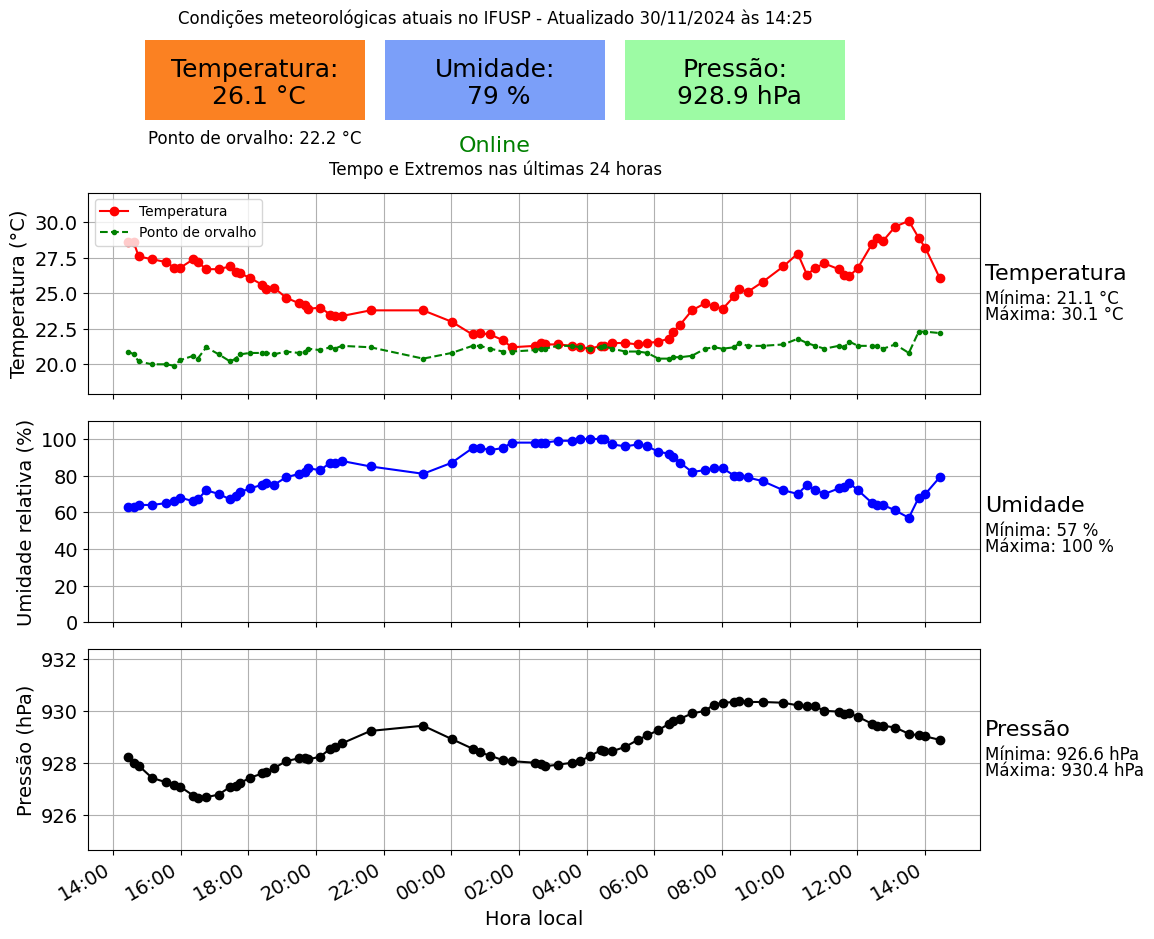 Condições meteorológicas atuais no IFUSP - Atualizado 30/11/2024 às 14:25
Temperatura:
26.1 °C
Umidade:
79 %
Pressão:
928.9 hPa
Ponto de orvalho: 22.2 °C
Online
Tempo e Extremos nas últimas 24 horas
Temperatura (°C)
30.0
27.5
25.0
22.5
20.0
Temperatura
Ponto de orvalho
Temperatura
Mínima: 21.1 °C
Máxima: 30.1 °C
Umidade relativa (%)
100
80
60
40
20
0
Umidade
Mínima: 57 %
Máxima: 100 %
Pressão (hPa)
932
930
928
926
Pressão
Mínima: 926.6 hPa
Máxima: 930.4 hPa
14:00 16:00 18:00 20:00 22:00 00:00 02:00 04:00 06:00 08:00 10:00 12:00 14:00
Hora local